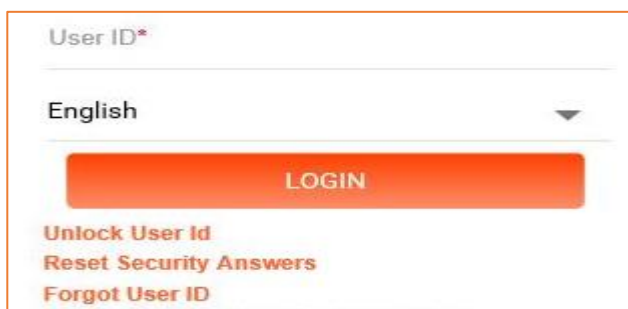 User ID*
English
LOGIN
Unlock User Id
Reset Security Answers
Forgot User ID